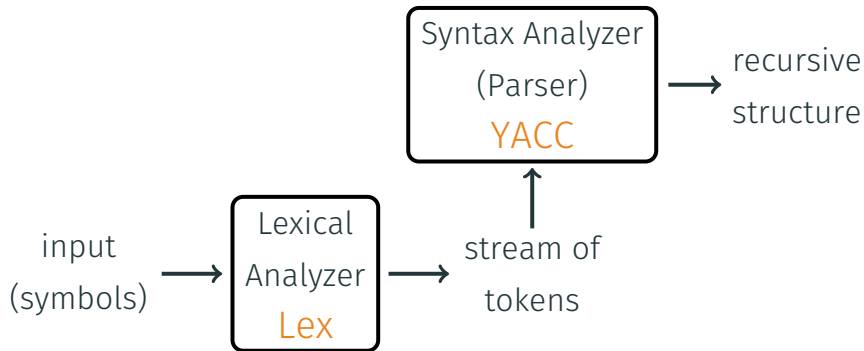 Syntax Analyzer
(Parser)
YACC
recursive
structure
input
(symbols)
Lexical
Analyzer
Lex
stream of
tokens